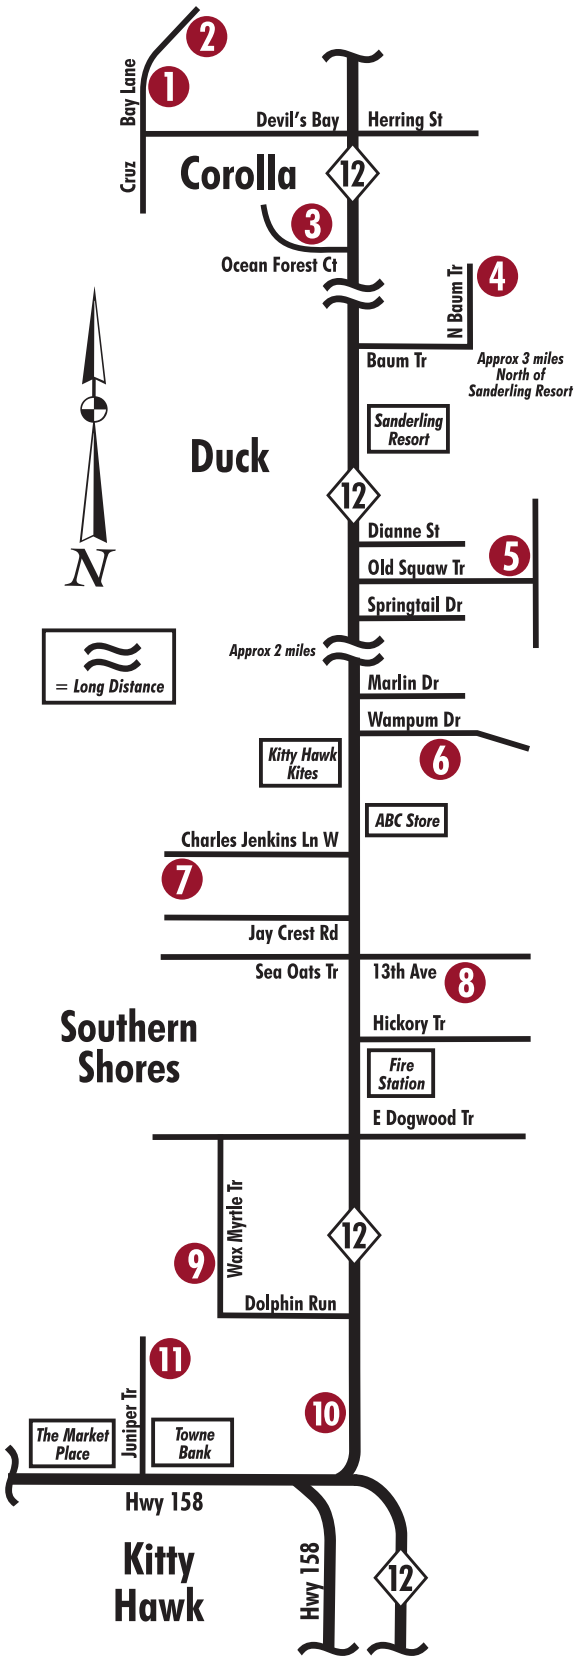 2
1
Bay Lane
Devil's Bay
Herring St
Cruz
Corolla
12
3
Ocean Forest Ct
4
N Baum Tr
Baum Tr
Approx 3 miles
North of
Sanderling Resort
Sanderling
Resort
Duck
12
Dianne St
5
Old Squaw Tr
Springtail Dr
N
Approx 2 miles
= Long Distance
Marlin Dr
Wampum Dr
6
Kitty Hawk
Kites
ABC Store
Charles Jenkins Ln W
7
Jay Crest Rd
Sea Oats Tr
13th Ave
8
Southern
Shores
Hickory Tr
Fire
Station
E Dogwood Tr
Wax Myrtle Tr
12
9
Dolphin Run
11
10
Juniper Tr
The Market
Place
Towne
Bank
Hwy 158
Kitty
Hawk
Hwy 158
12